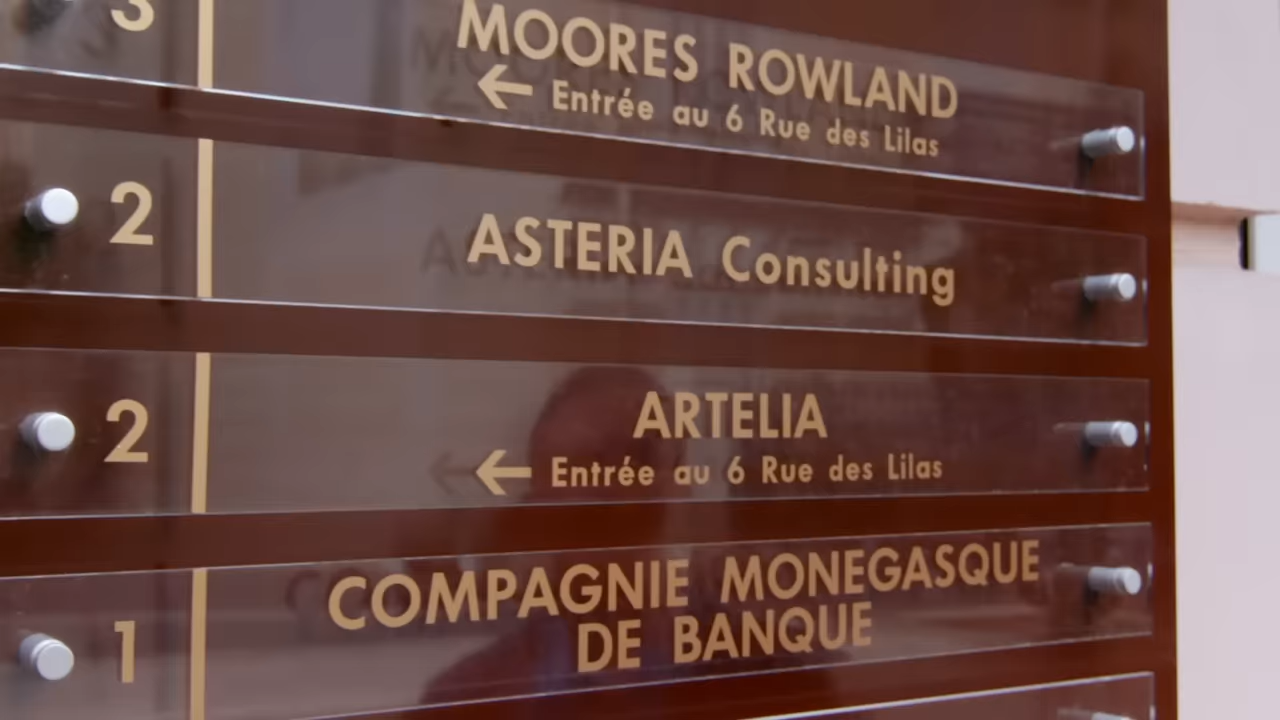 3
MOORES ROWLAND
← Entrée au 6 Rue des Lilas
2
ASTERIA Consulting
2
ARTELIA
← Entrée au 6 Rue des Lilas
1
COMPAGNIE MONEGASQUE
DE BANQUE